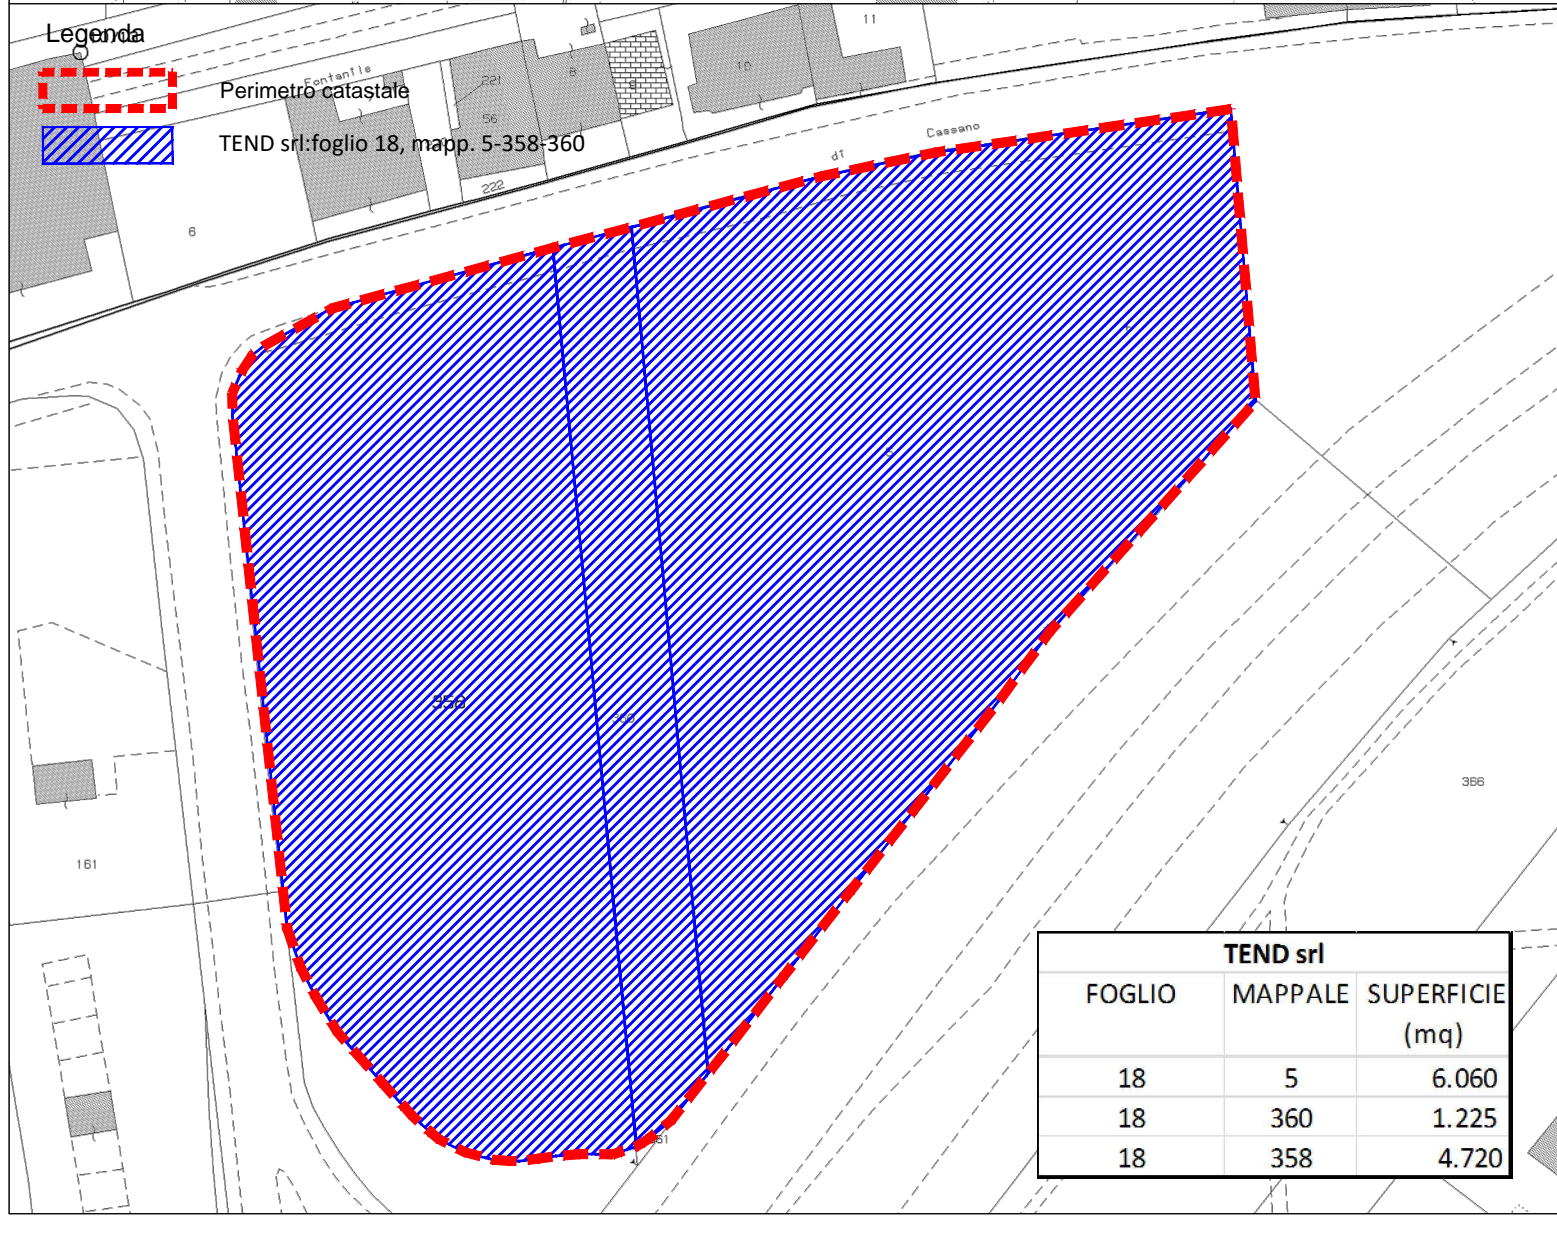 Legenda
Perimetro catastale
TEND srl:foglio 18, mapp. 5-358-360
Fontanile
221
56
8
9
10
11
222
6
di
Cassano
5
358
360
161
366
TEND srl
FOGLIO MAPPALE SUPERFICIE
(mq)
18 5 6.060
18 360 1.225
18 358 4.720